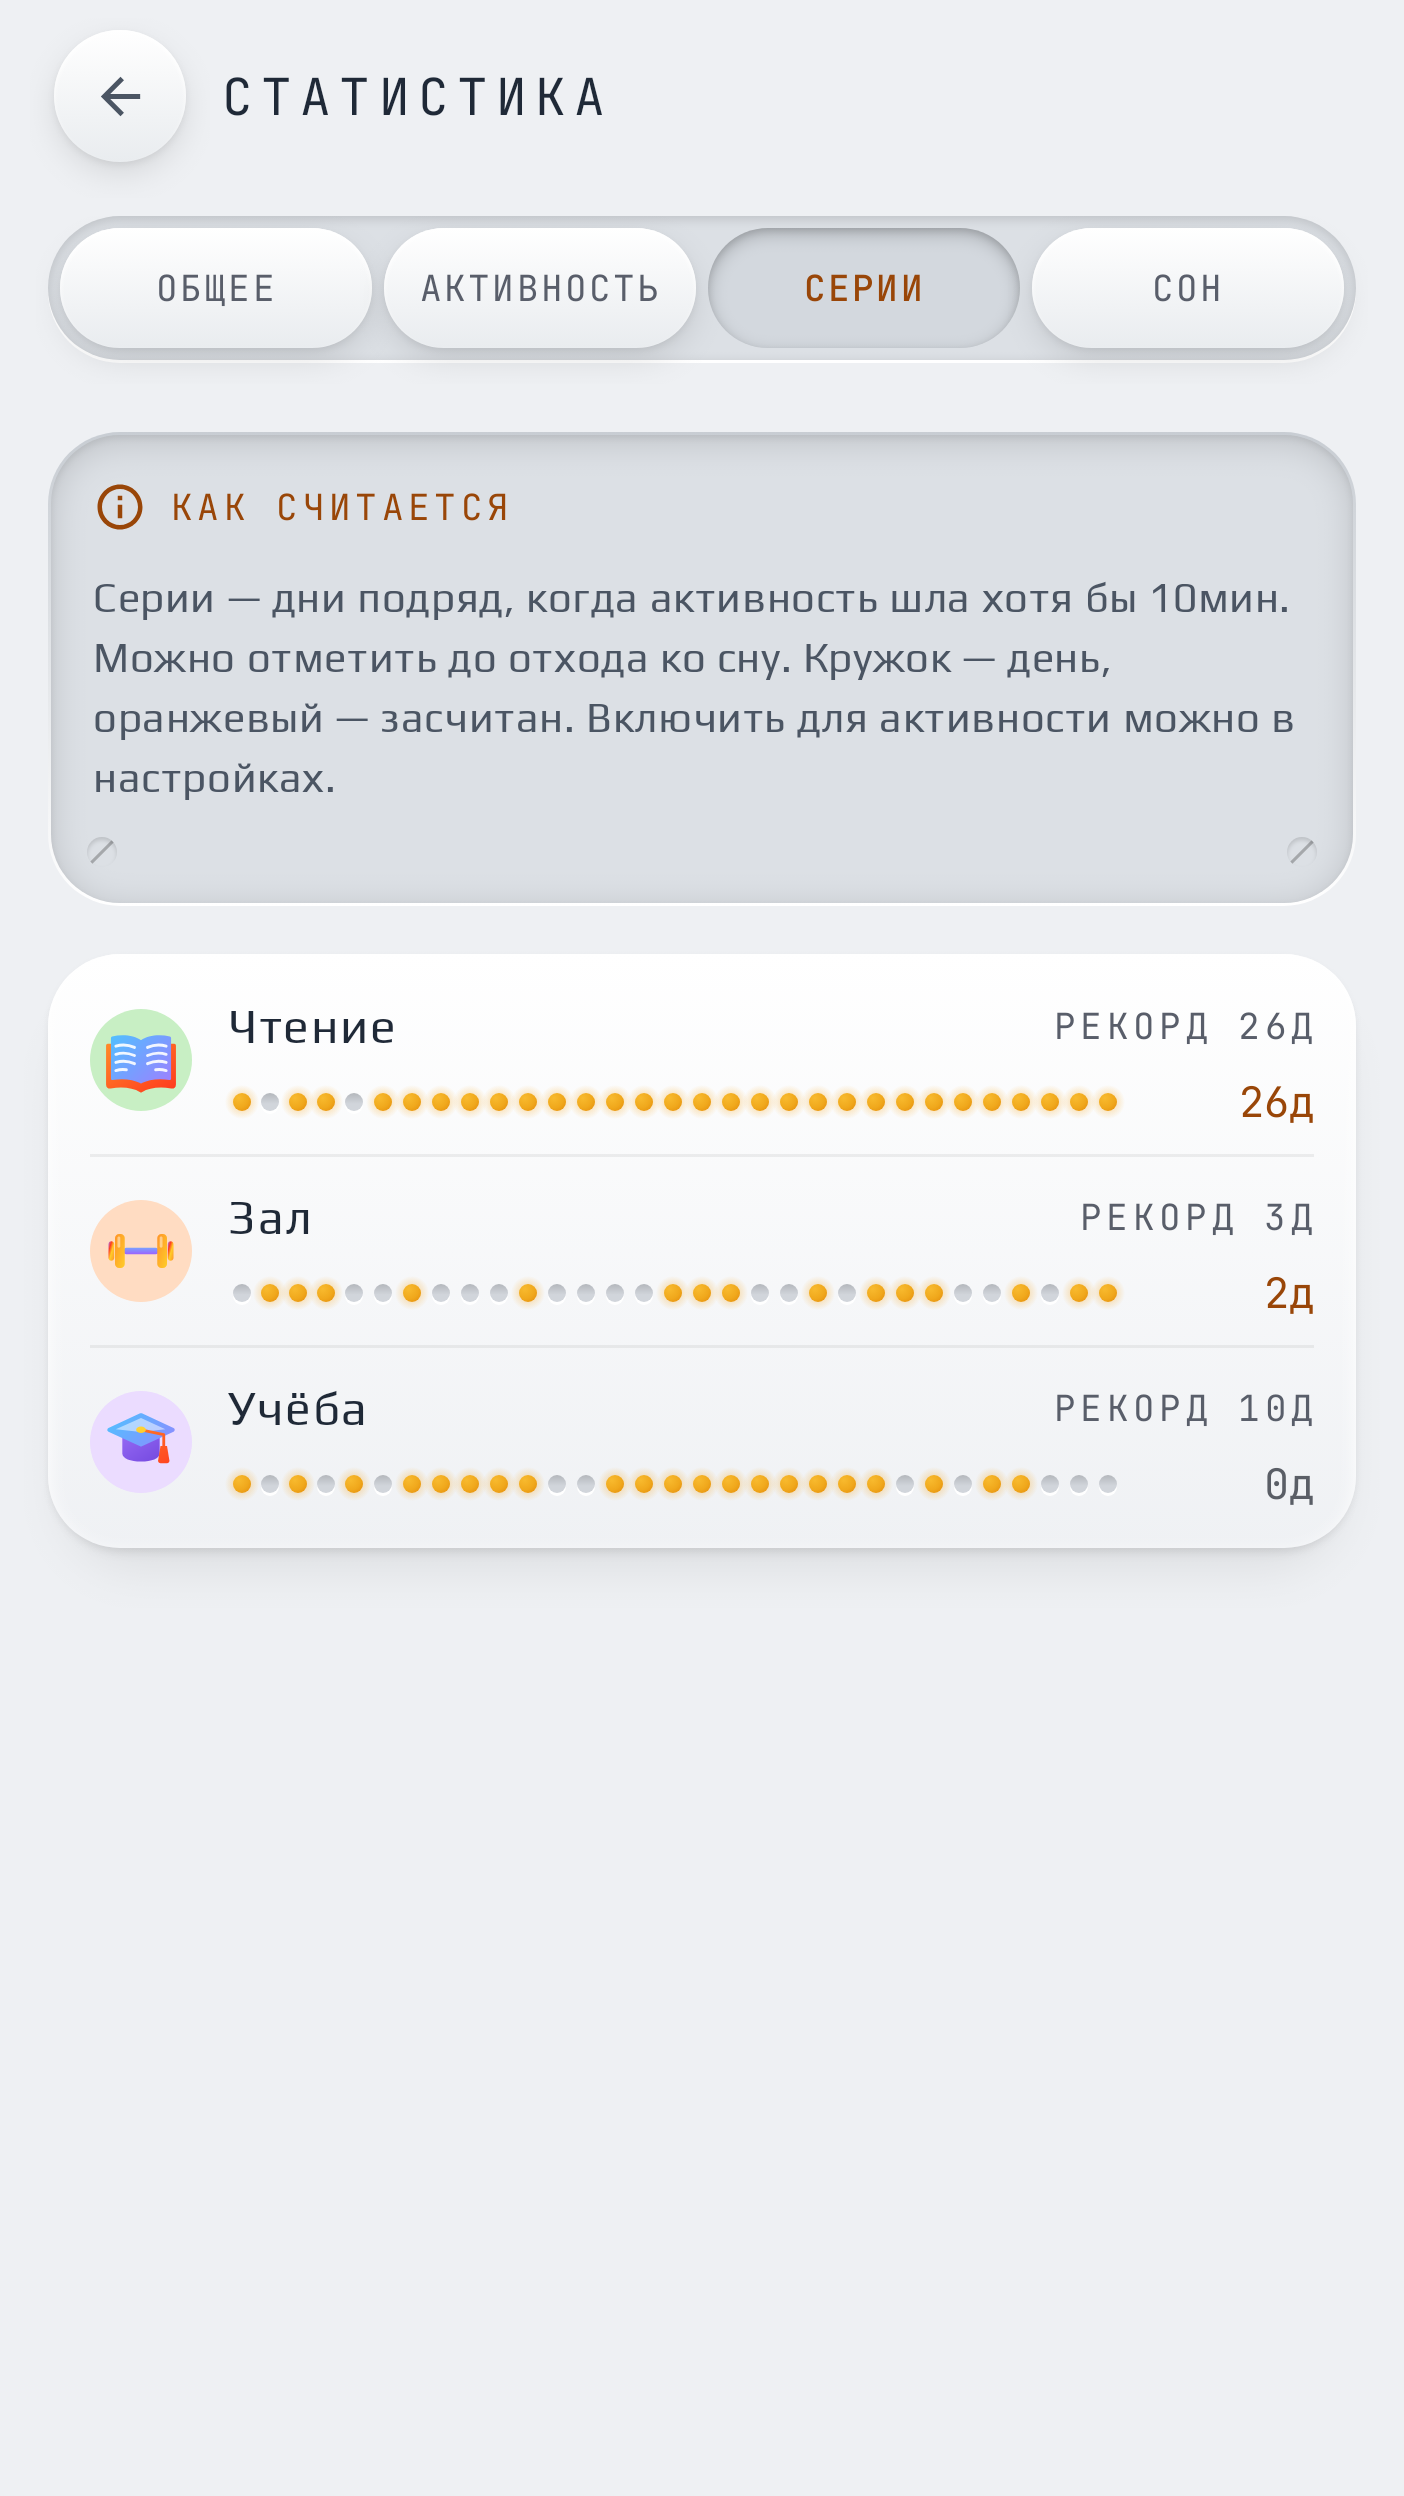 СТАТИСТИКА
ОБЩЕЕ
АКТИВНОСТЬ
СЕРИИ
СОН
КАК СЧИТАЕТСЯ
Серии — дни подряд, когда активность шла хотя бы 10мин.
Можно отметить до отхода ко сну. Кружок — день,
оранжевый — засчитан. Включить для активности можно в
настройках.
Чтение
РЕКОРД 26Д
26д
Зал
РЕКОРД 3Д
2д
Учёба
РЕКОРД 10Д
0д